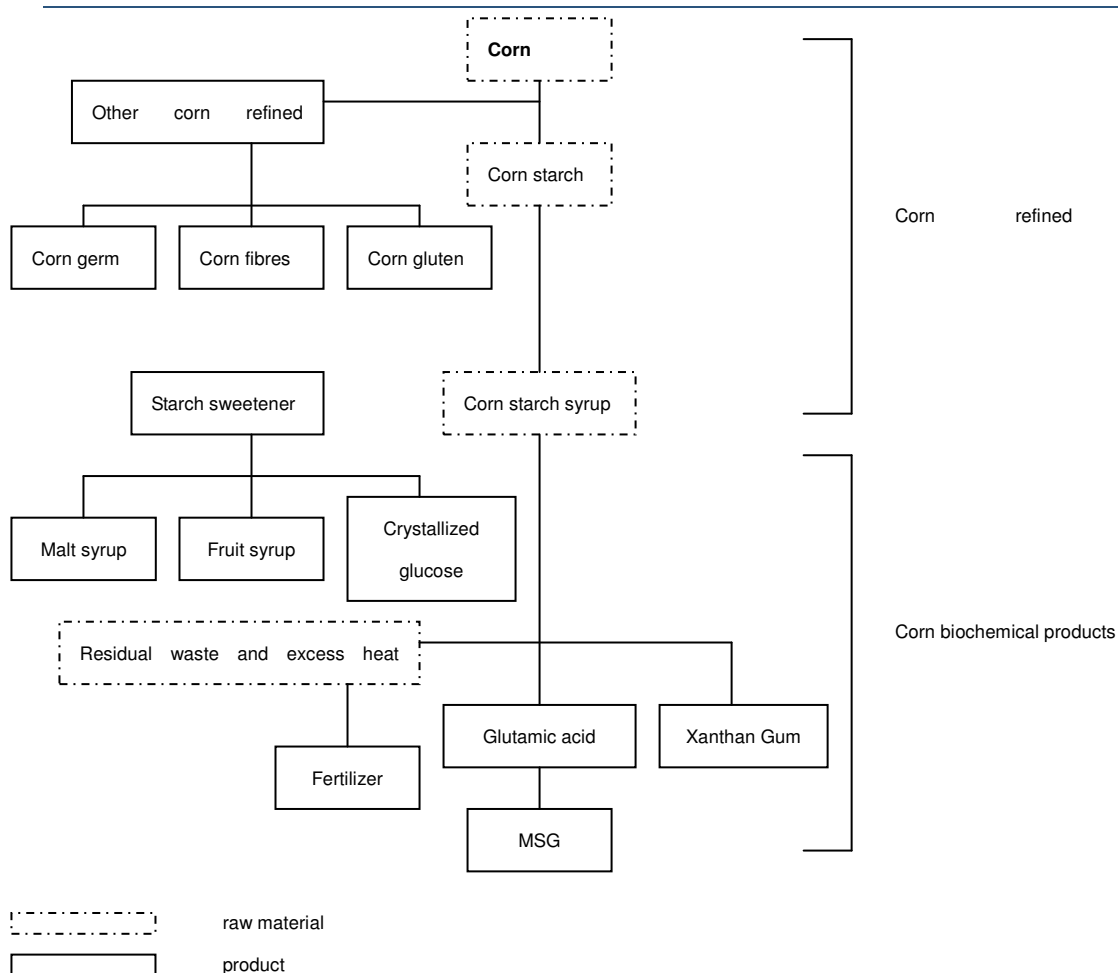 Corn
Other corn refined
Corn starch
Corn refined
Corn germ
Corn fibres
Corn gluten
Starch sweetener
Corn starch syrup
Malt syrup
Fruit syrup
Crystallized
glucose
Residual waste and excess heat
Corn biochemical products
Glutamic acid
Xanthan Gum
Fertilizer
MSG
raw material
product